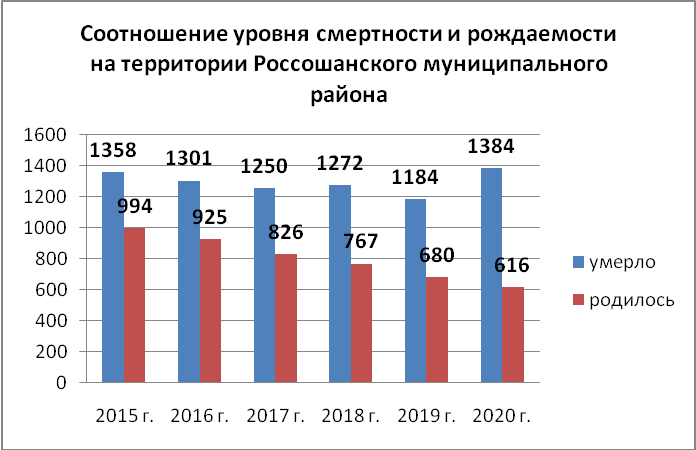 Соотношение уровня смертности и рождаемости
на территории Россошанского муниципального
района
1600
1400
1200
1000
800
600
400
200
0
1358
994
1301
925
1250
826
1272
767
1184
680
1384
616
2015 г.
2016 г.
2017 г.
2018 г.
2019 г.
2020 г.
умерло
родилось